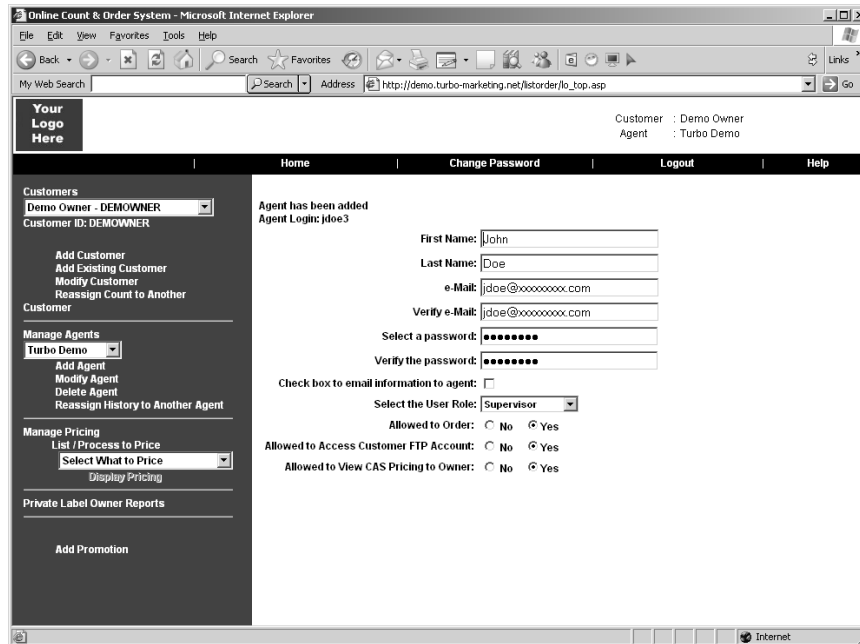 Online Count & Order System - Microsoft Internet Explorer
File Edit View Favorites Tools Help
Back Search Favorites Links
My Web Search Search Address http://demo.turbo-marketing.net/listorder/lo_top.asp Go
Your
Logo
Here
Customer : Demo Owner
Agent : Turbo Demo
| Home | Change Password | Logout | Help
Customers
Demo Owner - DEMOWNER
Customer ID: DEMOWNER
Add Customer
Add Existing Customer
Modify Customer
Reassign Count to Another
Customer
Manage Agents
Turbo Demo
Add Agent
Modify Agent
Delete Agent
Reassign History to Another Agent
Manage Pricing
List / Process to Price
Select What to Price
Display Pricing
Private Label Owner Reports
Add Promotion
Agent has been added
Agent Login: jdoe3
First Name: John
Last Name: Doe
e-Mail: jdoe@xxxxxxxxx.com
Verify e-Mail: jdoe@xxxxxxxxx.com
Select a password: ●●●●●●●●
Verify the password: ●●●●●●●●
Check box to email information to agent:
Select the User Role: Supervisor
Allowed to Order: No Yes
Allowed to Access Customer FTP Account: No Yes
Allowed to View CAS Pricing to Owner: No Yes
Internet